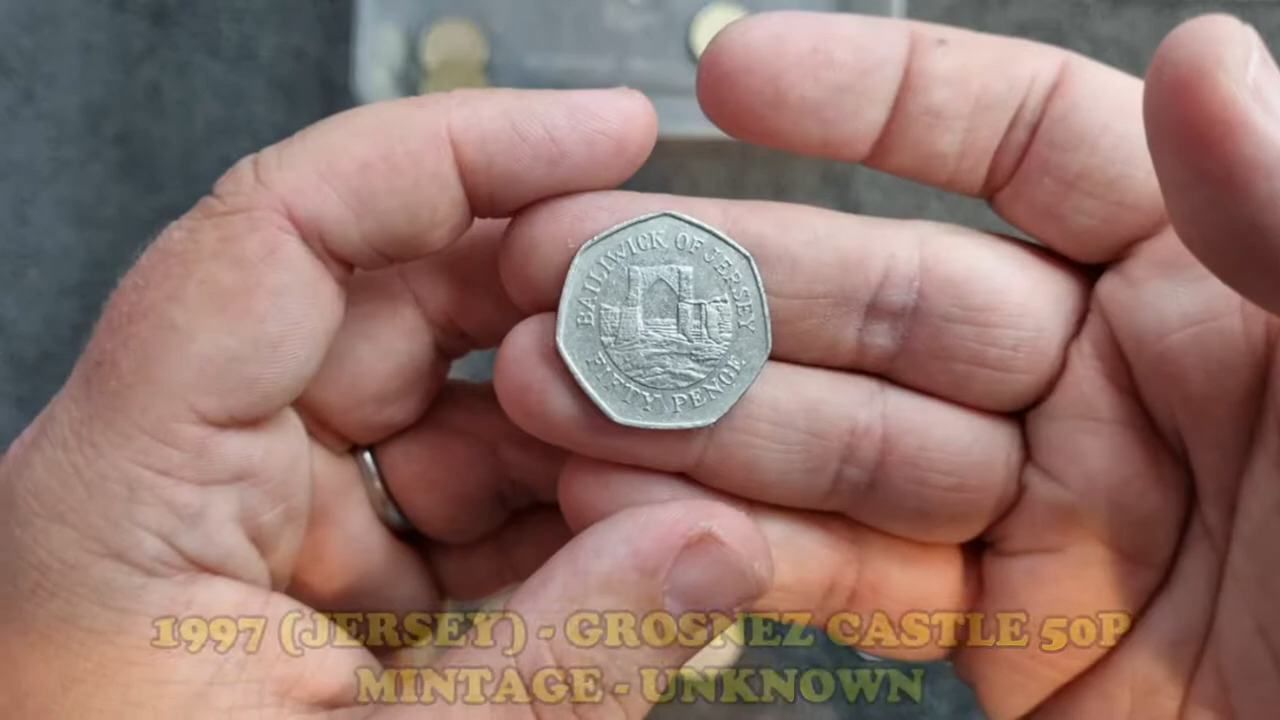 BAILIWICK OF JERSEY
FIFTY PENCE
1997 (JERSEY) - GROSNEZ CASTLE 50P
MINTAGE - UNKNOWN